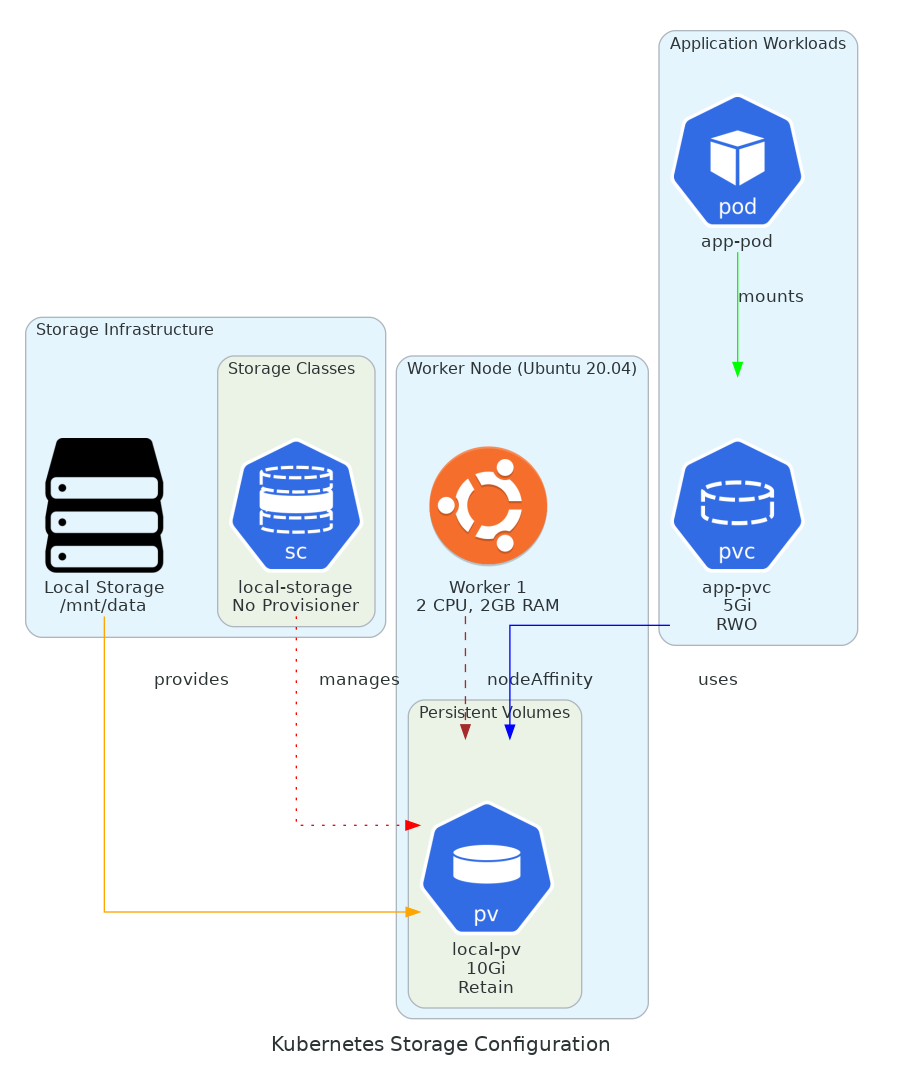 Application Workloads
pod
app-pod
mounts
Storage Infrastructure
Storage Classes
Worker Node (Ubuntu 20.04)
sc
pvc
Local Storage
/mnt/data
local-storage
No Provisioner
Worker 1
2 CPU, 2GB RAM
app-pvc
5Gi
RWO
provides
manages
nodeAffinity
uses
Persistent Volumes
pv
local-pv
10Gi
Retain
Kubernetes Storage Configuration